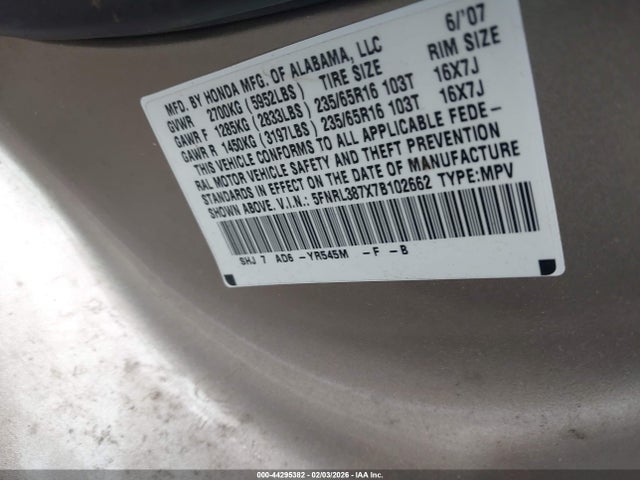 MFD. BY HONDA MFG. OF ALABAMA, LLC 6/'07
GVWR 2700KG (5952LBS) TIRE SIZE RIM SIZE
GAWR F 1285KG (2833LBS) 235/65R16 103T 16X7J
GAWR R 1450KG (3197LBS) 235/65R16 103T 16X7J
THIS VEHICLE CONFORMS TO ALL APPLICABLE FEDE-
RAL MOTOR VEHICLE SAFETY AND THEFT PREVENTION
STANDARDS IN EFFECT ON THE DATE OF MANUFACTURE
SHOWN ABOVE. V.I.N.: 5FNRL387X7B102662 TYPE:MPV
SHJ 7 AD6 -YR545M -F -B
000-44295382 | 02/03/2026 | IAA Inc.